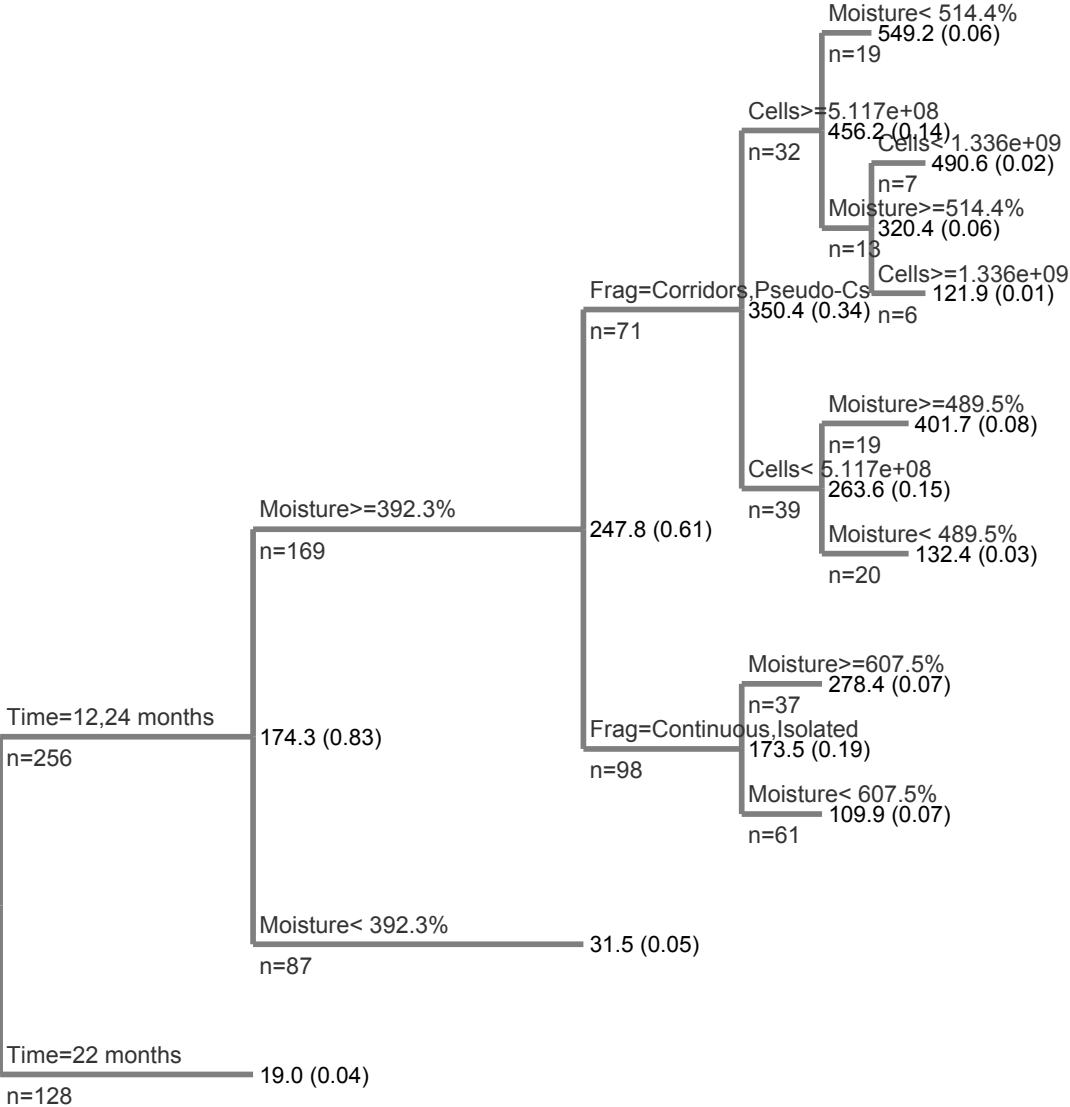 Moisture< 514.4%
549.2 (0.06)
n=19
Cells>=5.117e+08
456.2 (0.14)
n=32
Cells< 1.336e+09
490.6 (0.02)
n=7
Moisture>=514.4%
320.4 (0.06)
n=13
Cells>=1.336e+09
121.9 (0.01)
n=6
Frag=Corridors,Pseudo-Cs
350.4 (0.34)
n=71
Moisture>=489.5%
401.7 (0.08)
n=19
Cells< 5.117e+08
263.6 (0.15)
n=39
Moisture< 489.5%
132.4 (0.03)
n=20
Moisture>=392.3%
247.8 (0.61)
n=169
Moisture>=607.5%
278.4 (0.07)
n=37
Frag=Continuous,Isolated
173.5 (0.19)
n=98
Moisture< 607.5%
109.9 (0.07)
n=61
Time=12,24 months
174.3 (0.83)
n=256
Moisture< 392.3%
31.5 (0.05)
n=87
Time=22 months
19.0 (0.04)
n=128